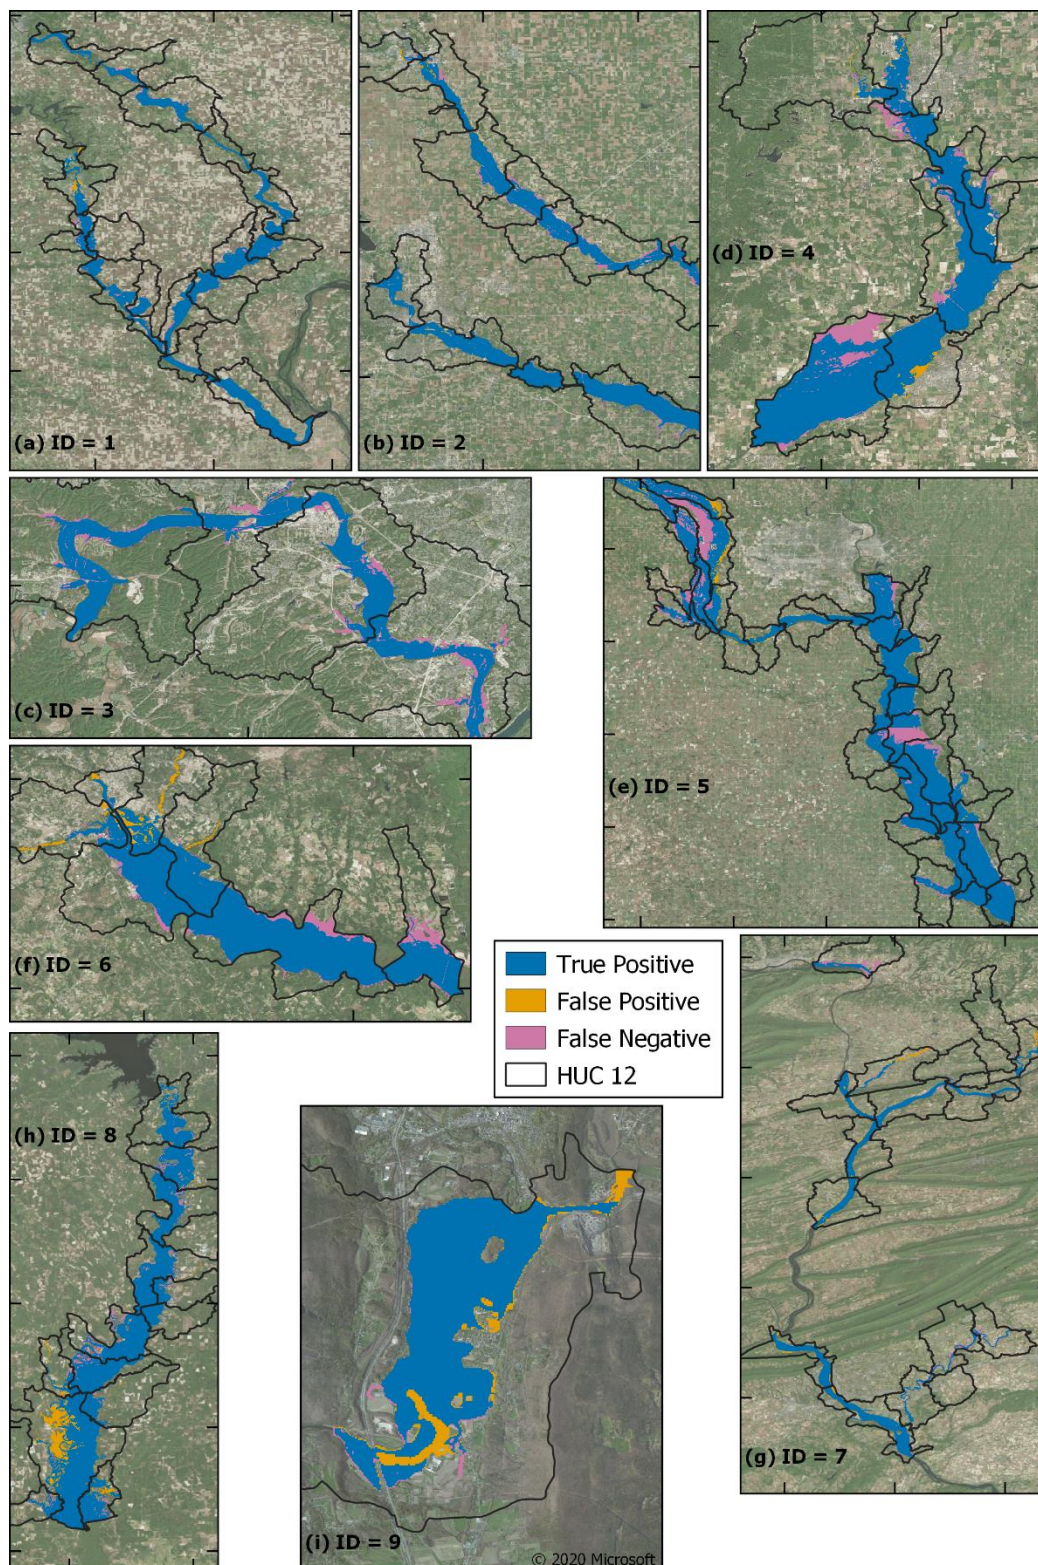 (a) ID = 1
(b) ID = 2
(d) ID = 4
(c) ID = 3
(e) ID = 5
(f) ID = 6
True Positive
False Positive
False Negative
HUC 12
(h) ID = 8
(g) ID = 7
(i) ID = 9
© 2020 Microsoft